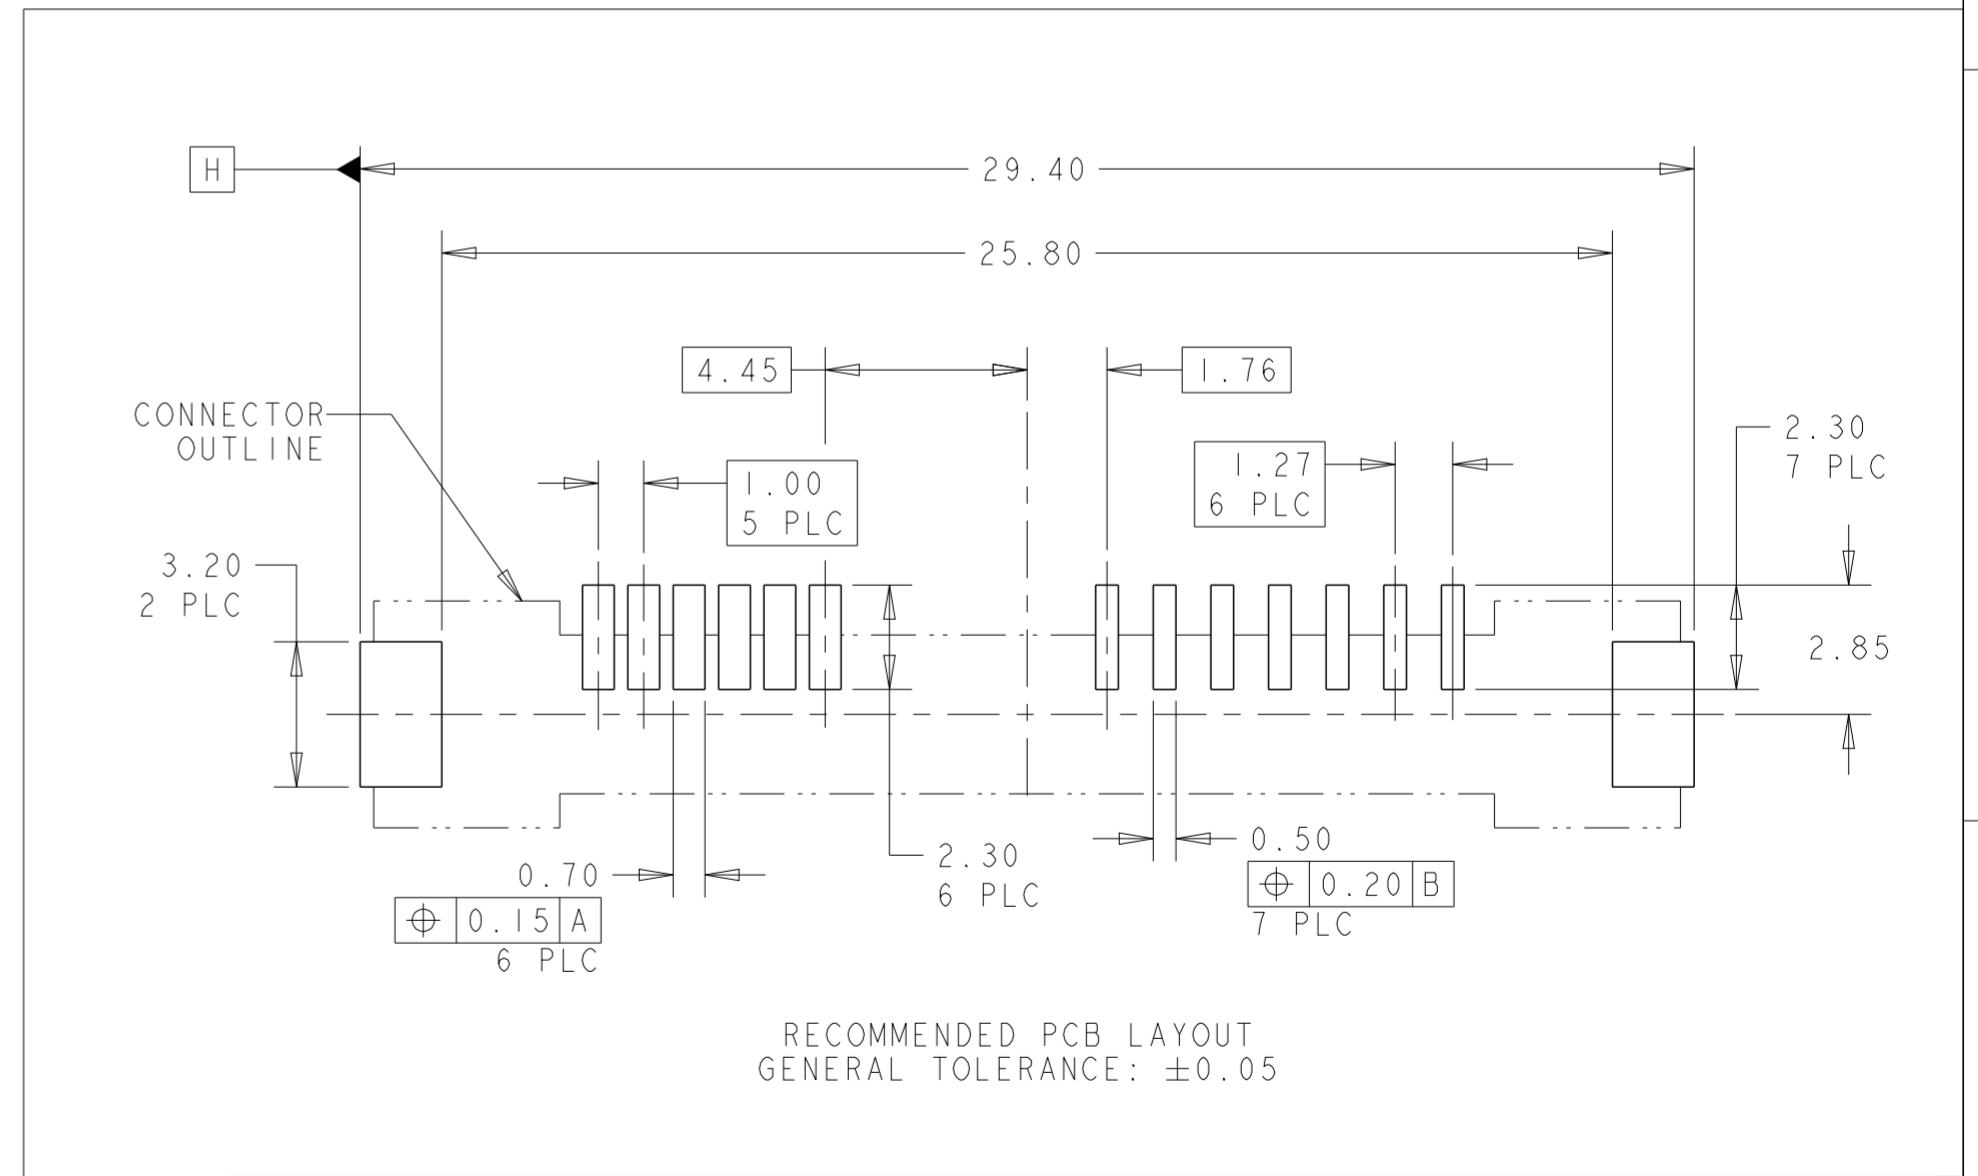 H
29.40
25.80
4.45
1.76
CONNECTOR
OUTLINE
2.30
7 PLC
1.27
6 PLC
1.00
5 PLC
3.20
2 PLC
2.85
0.50
⌖ 0.20 B
7 PLC
2.30
6 PLC
0.70
⌖ 0.15 A
6 PLC
RECOMMENDED PCB LAYOUT
GENERAL TOLERANCE: ±0.05